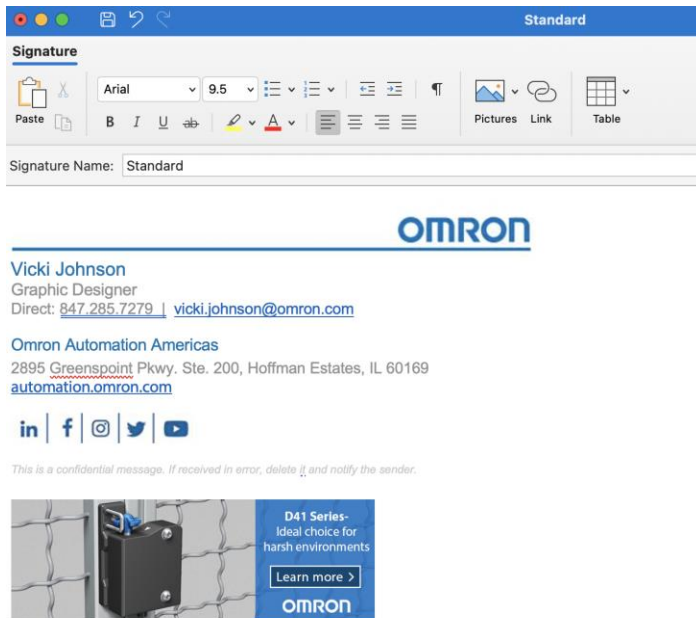 Standard
Signature
Arial 9.5
Paste B I U ab A Pictures Link Table
Signature Name: Standard
OMRON
Vicki Johnson
Graphic Designer
Direct: 847.285.7279 | vicki.johnson@omron.com
Omron Automation Americas
2895 Greenspoint Pkwy. Ste. 200, Hoffman Estates, IL 60169
automation.omron.com
in f
This is a confidential message. If received in error, delete it and notify the sender.
D41 Series-
Ideal choice for
harsh environments
Learn more >
OMRON